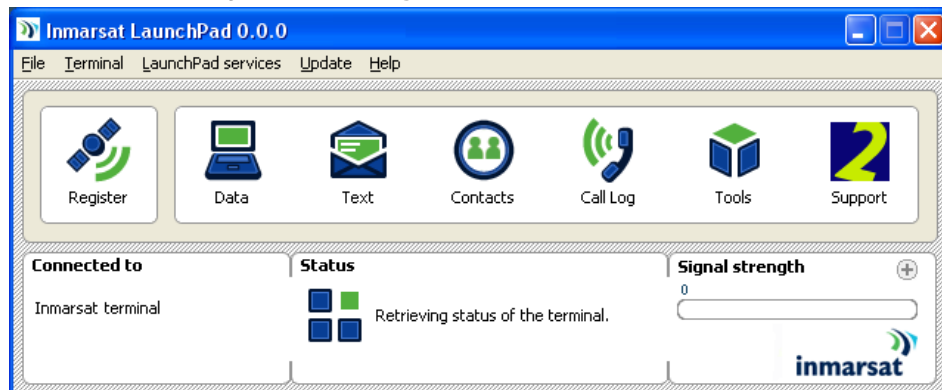 Inmarsat LaunchPad 0.0.0
File Terminal LaunchPad services Update Help
Register Data Text Contacts Call Log Tools Support
Connected to Status Signal strength
0
Inmarsat terminal Retrieving status of the terminal.
inmarsat